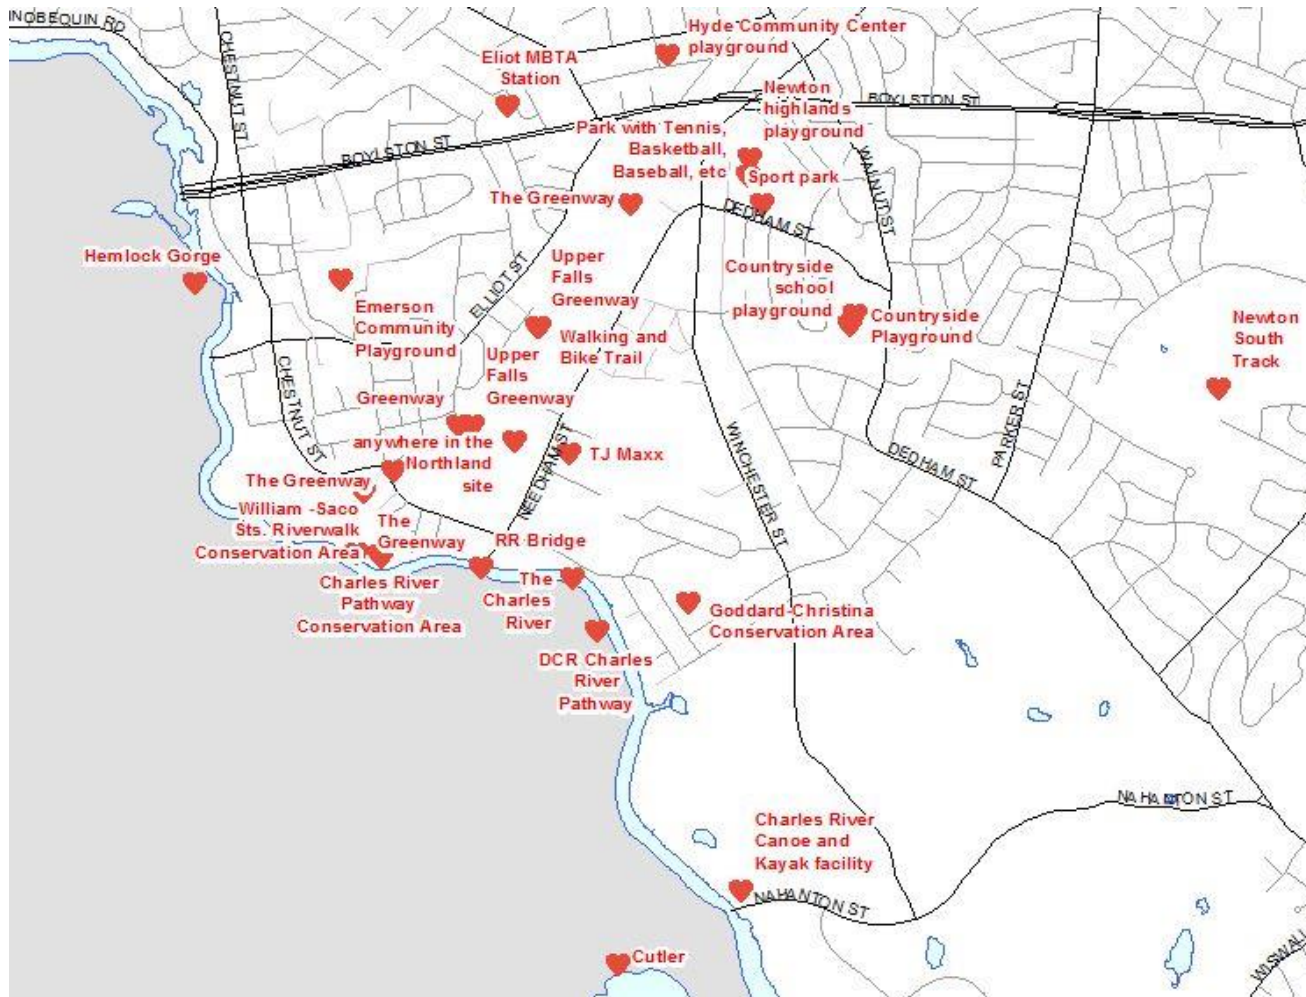 NOBEQUIN RD
CHESTNUT ST
Hyde Community Center
playground
Eliot MBTA
Station
Newton
highlands
playground
BOYLSTON ST
Park with Tennis,
Basketball,
Baseball, etc
BOYLSTON ST
WALNUT ST
Sport park
The Greenway
DEDHAM ST
Hemlock Gorge
Upper
Falls
Greenway
ELLIOT ST
Countryside
school
playground
Emerson
Community
Playground
Countryside
Playground
Newton
South
Track
Walking and
Bike Trail
Upper
Falls
Greenway
CHESTNUT ST
Greenway
PARKER ST
WINCHESTER ST
anywhere in the
Northland
site
NEEDHAM ST
TJ Maxx
DEDHAM ST
The Greenway
William -Saco
Sts. Riverwalk
Conservation Area
The
Greenway
RR Bridge
Charles River
Pathway
Conservation Area
The
Charles
River
Goddard-Christina
Conservation Area
DCR Charles
River
Pathway
NAHANTON ST
Charles River
Canoe and
Kayak facility
NAHANTON ST
Cutler
WISWALL